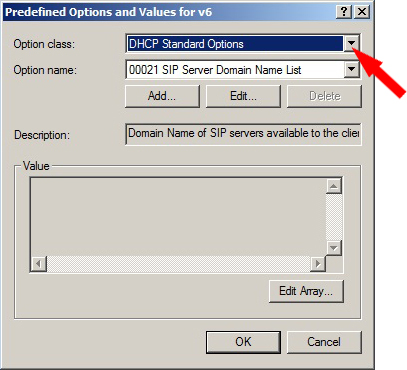 Predefined Options and Values for v6
Option class: DHCP Standard Options
Option name: 00021 SIP Server Domain Name List
Add... Edit... Delete
Description: Domain Name of SIP servers available to the clier
Value
Edit Array...
OK Cancel